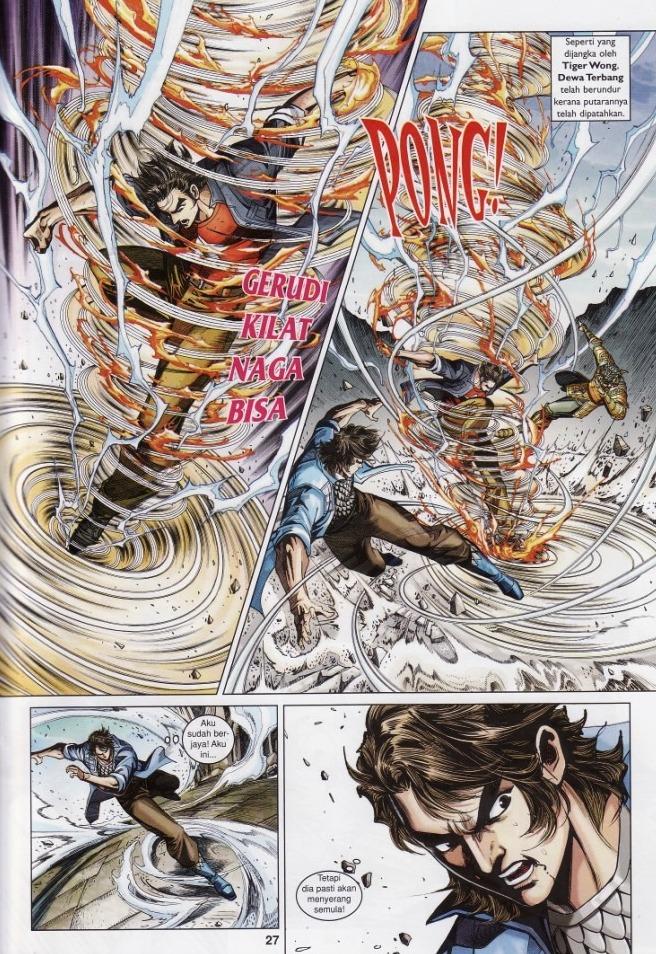 GERUDI
KILAT
NAGA
BISA
Seperti yang
dijangka oleh
Tiger Wong,
Dewa Terbang
telah berundur
kerana putarannya
telah dipatahkan.
PONG!
Aku
sudah ber-
jaya! Aku
ini...
Tetapi
dia pasti akan
menyerang
semula!
27